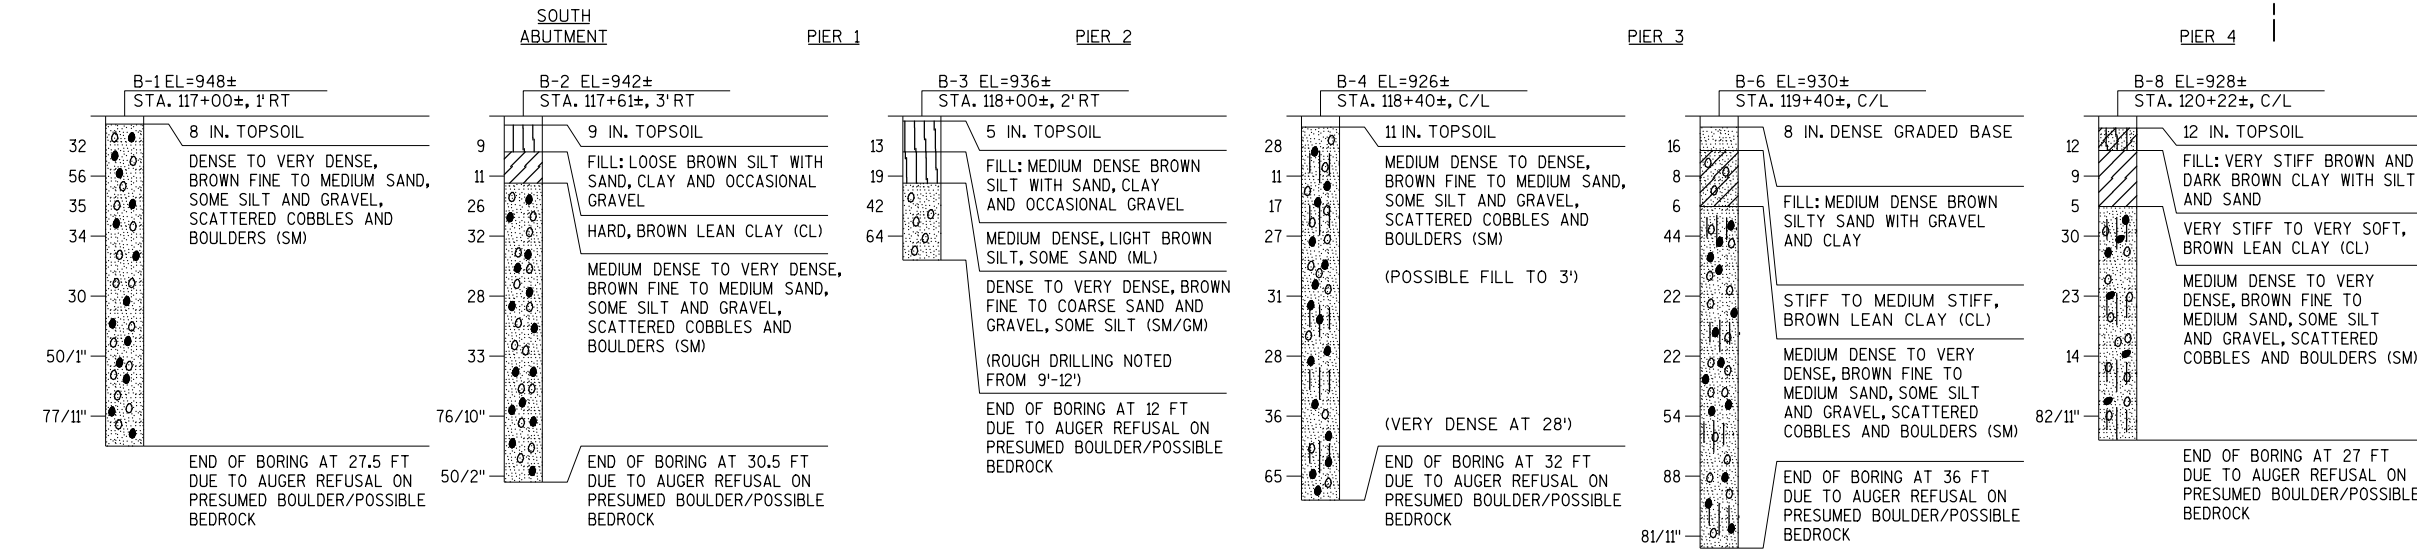 SOUTH
ABUTMENT
PIER 1
PIER 2
PIER 3
PIER 4
B-1 EL=948±
STA. 117+00±, 1' RT
32
56
35
34
30
50/1"
77/11"
8 IN. TOPSOIL
DENSE TO VERY DENSE,
BROWN FINE TO MEDIUM SAND,
SOME SILT AND GRAVEL,
SCATTERED COBBLES AND
BOULDERS (SM)
END OF BORING AT 27.5 FT
DUE TO AUGER REFUSAL ON
PRESUMED BOULDER/POSSIBLE
BEDROCK
B-2 EL=942±
STA. 117+61±, 3' RT
9
11
26
32
28
33
76/10"
50/2"
9 IN. TOPSOIL
FILL: LOOSE BROWN SILT WITH
SAND, CLAY AND OCCASIONAL
GRAVEL
HARD, BROWN LEAN CLAY (CL)
MEDIUM DENSE TO VERY DENSE,
BROWN FINE TO MEDIUM SAND,
SOME SILT AND GRAVEL,
SCATTERED COBBLES AND
BOULDERS (SM)
END OF BORING AT 30.5 FT
DUE TO AUGER REFUSAL ON
PRESUMED BOULDER/POSSIBLE
BEDROCK
B-3 EL=936±
STA. 118+00±, 2' RT
13
19
42
64
5 IN. TOPSOIL
FILL: MEDIUM DENSE BROWN
SILT WITH SAND, CLAY
AND OCCASIONAL GRAVEL
MEDIUM DENSE, LIGHT BROWN
SILT, SOME SAND (ML)
DENSE TO VERY DENSE, BROWN
FINE TO COARSE SAND AND
GRAVEL, SOME SILT (SM/GM)
(ROUGH DRILLING NOTED
FROM 9'-12')
END OF BORING AT 12 FT
DUE TO AUGER REFUSAL ON
PRESUMED BOULDER/POSSIBLE
BEDROCK
B-4 EL=926±
STA. 118+40±, C/L
28
11
17
27
31
28
36
65
11 IN. TOPSOIL
MEDIUM DENSE TO DENSE,
BROWN FINE TO MEDIUM SAND,
SOME SILT AND GRAVEL,
SCATTERED COBBLES AND
BOULDERS (SM)
(POSSIBLE FILL TO 3')
(VERY DENSE AT 28')
END OF BORING AT 32 FT
DUE TO AUGER REFUSAL ON
PRESUMED BOULDER/POSSIBLE
BEDROCK
B-6 EL=930±
STA. 119+40±, C/L
16
8
6
44
22
22
54
88
81/11"
8 IN. DENSE GRADED BASE
FILL: MEDIUM DENSE BROWN
SILTY SAND WITH GRAVEL
AND CLAY
STIFF TO MEDIUM STIFF,
BROWN LEAN CLAY (CL)
MEDIUM DENSE TO VERY
DENSE, BROWN FINE TO
MEDIUM SAND, SOME SILT
AND GRAVEL, SCATTERED
COBBLES AND BOULDERS (SM)
END OF BORING AT 36 FT
DUE TO AUGER REFUSAL ON
PRESUMED BOULDER/POSSIBLE
BEDROCK
B-8 EL=928±
STA. 120+22±, C/L
12
9
5
30
23
14
82/11"
12 IN. TOPSOIL
FILL: VERY STIFF BROWN AND
DARK BROWN CLAY WITH SILT
AND SAND
VERY STIFF TO VERY SOFT,
BROWN LEAN CLAY (CL)
MEDIUM DENSE TO VERY
DENSE, BROWN FINE TO
MEDIUM SAND, SOME SILT
AND GRAVEL, SCATTERED
COBBLES AND BOULDERS (SM)
END OF BORING AT 27 FT
DUE TO AUGER REFUSAL ON
PRESUMED BOULDER/POSSIBLE
BEDROCK